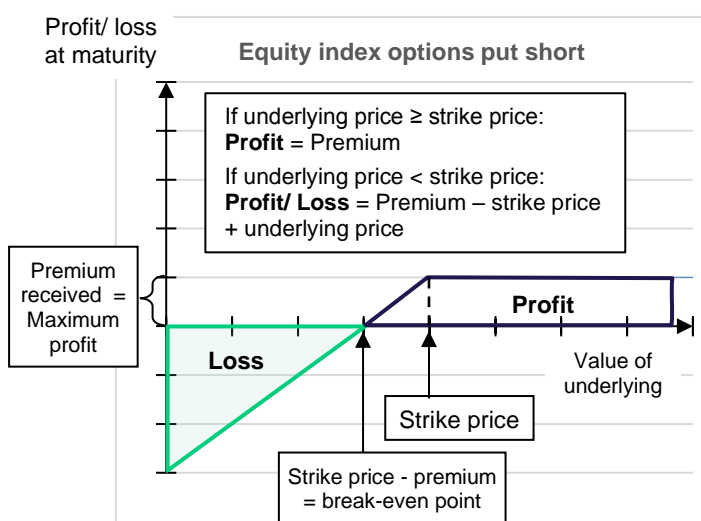 Profit/ loss
at maturity
Equity index options put short
If underlying price ≥ strike price:
Profit = Premium
If underlying price < strike price:
Profit/ Loss = Premium – strike price
+ underlying price
Premium
received =
Maximum
profit
Profit
Loss
Value of
underlying
Strike price
Strike price - premium
= break-even point